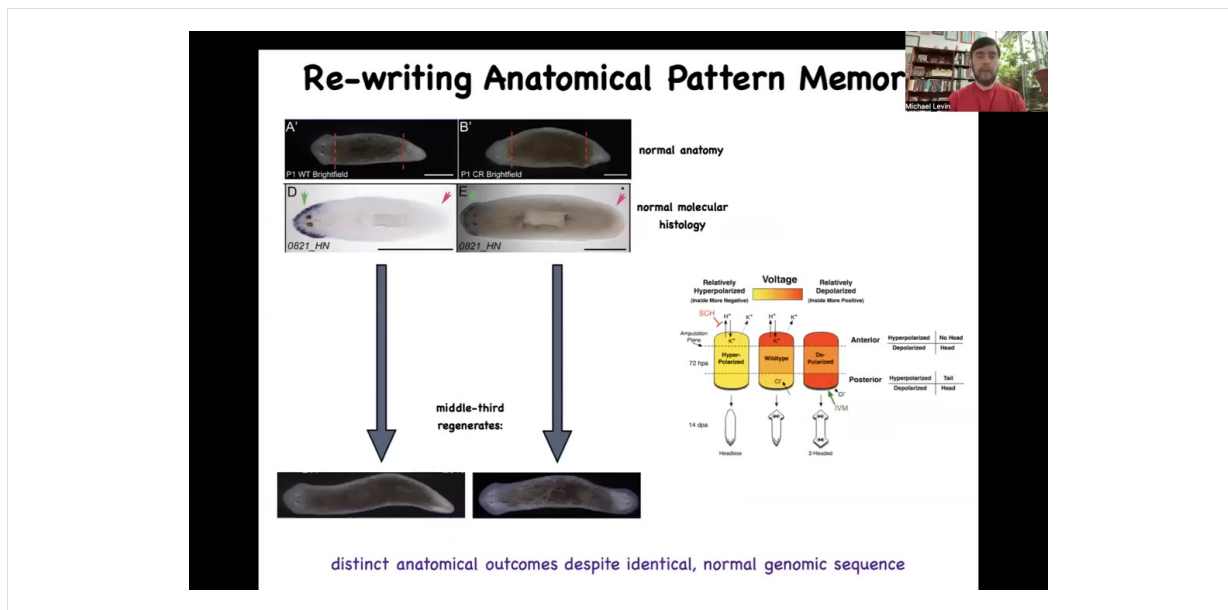 Re-writing Anatomical Pattern Memor
Michael Levin
A'
P1 WT Brightfield
B'
P1 CR Brightfield
normal anatomy
D
0821_HN
E
0821_HN
normal molecular
histology
middle-third
regenerates:
Relatively
Hyperpolarized
(Inside More Negative)
Voltage
Relatively
Depolarized
(Inside More Positive)
SCH
H+
K+
H+
K+
Amputation
Plane
K+
K+
72 hpa
Hyper-
Polarized
Wildtype
De-
Polarized
Cl-
Cl-
IVM
Anterior
Hyperpolarized
No Head
Depolarized
Head
Posterior
Hyperpolarized
Tail
Depolarized
Head
14 dpa
Headless
2-Headed
distinct anatomical outcomes despite identical, normal genomic sequence